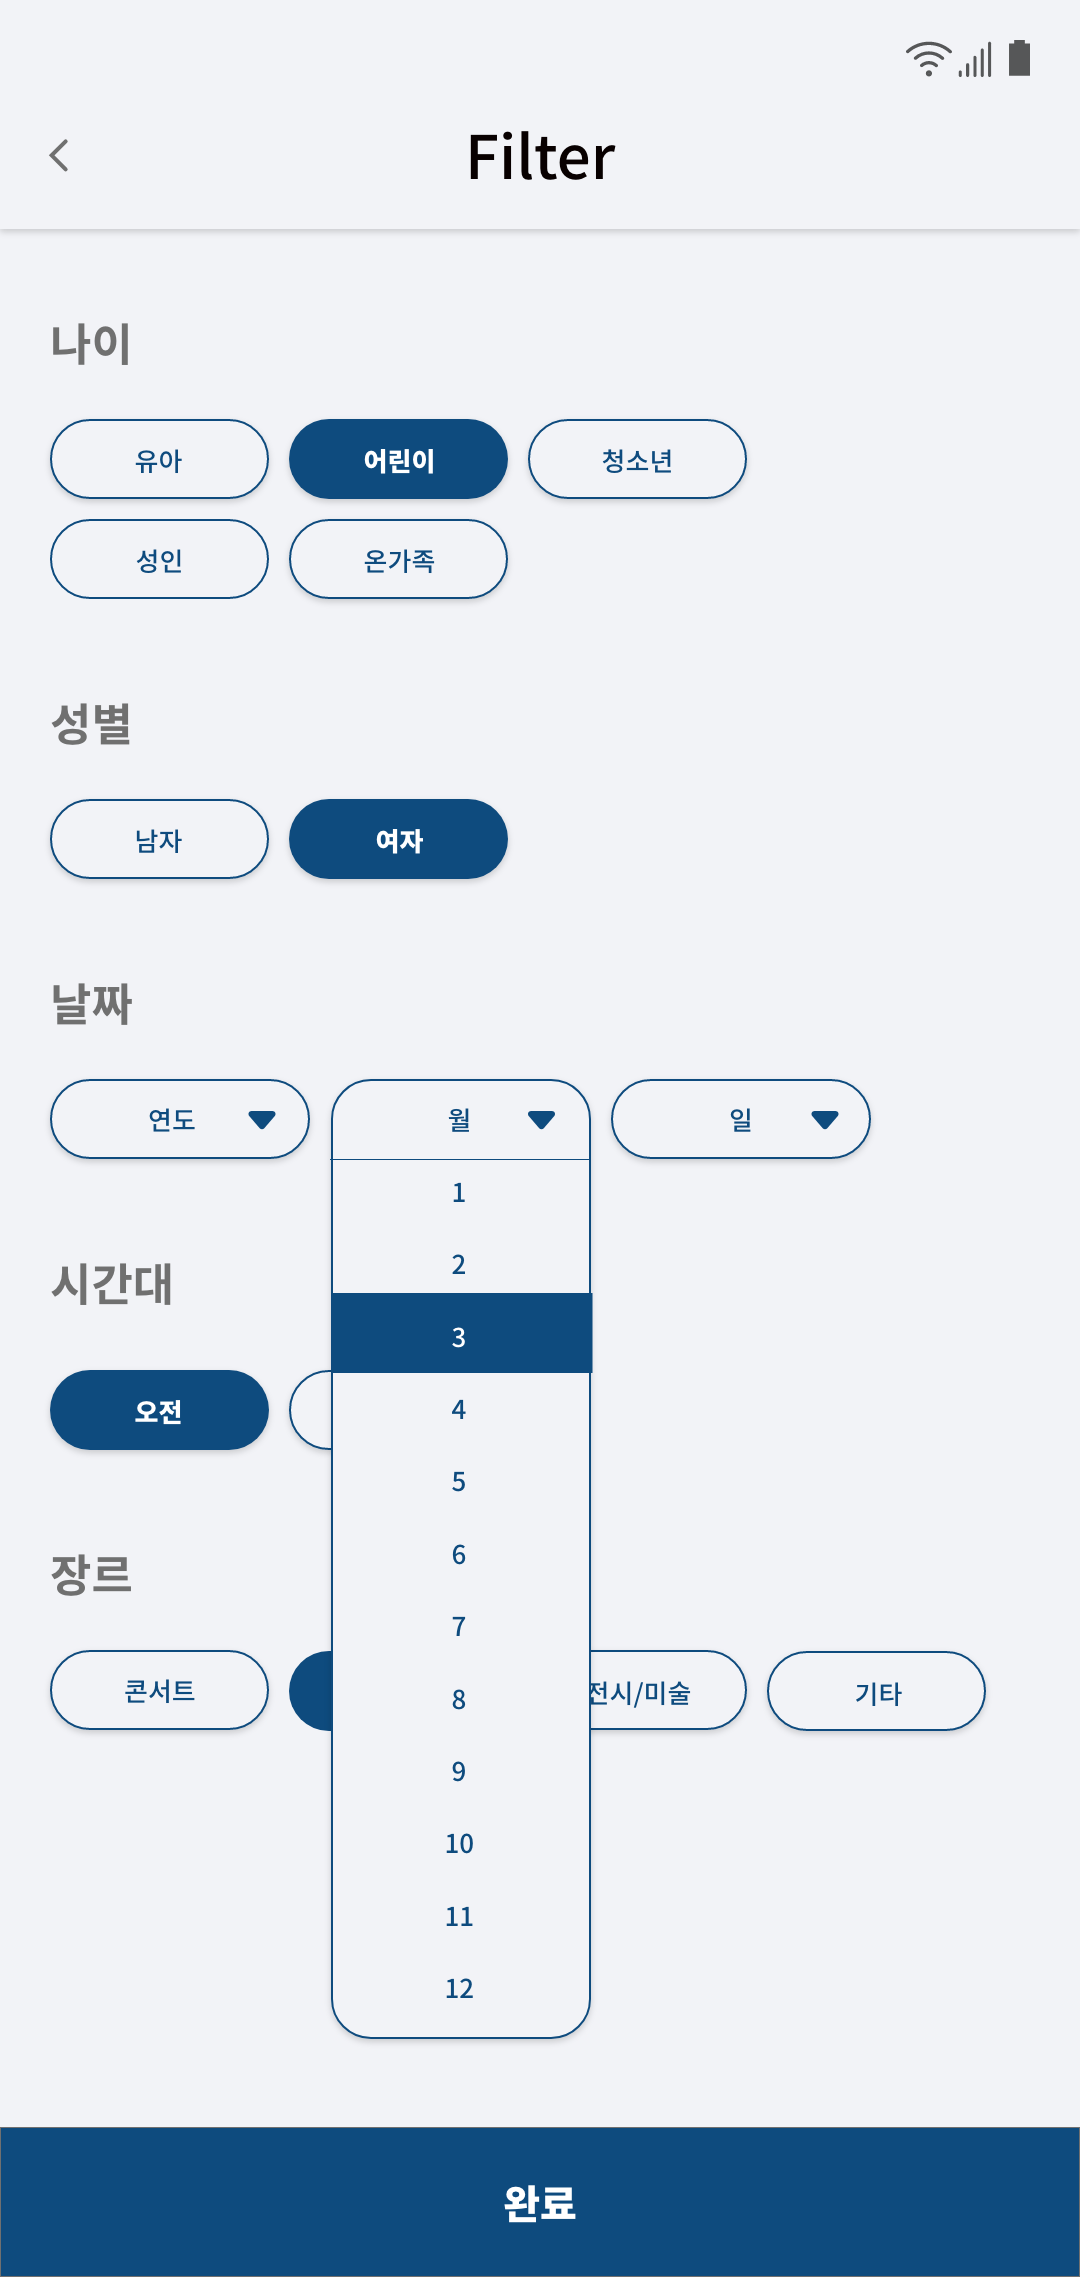 Filter
나이
유아 어린이 청소년
성인 온가족
성별
남자 여자
날짜
연도 월 일
1
2
시간대
3
오전
4
5
6
장르
7
콘서트 전시/미술 기타
8
9
10
11
12
완료